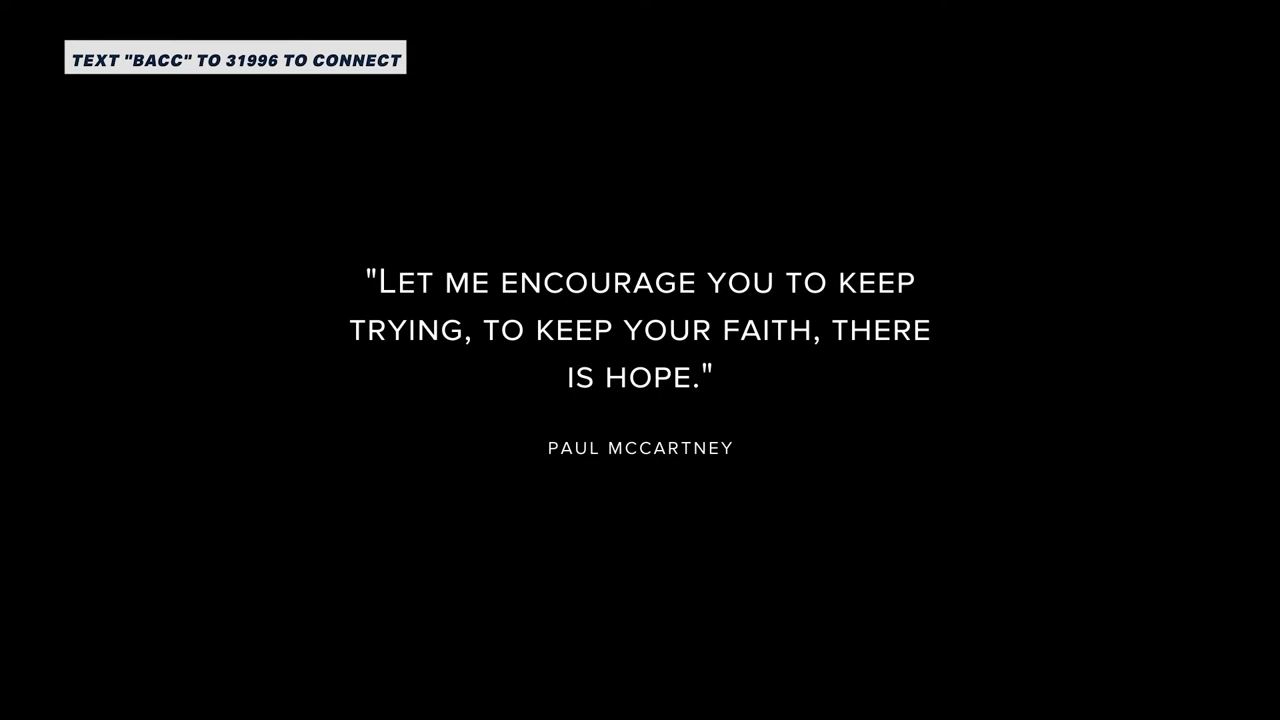 TEXT "BACC" TO 31996 TO CONNECT
"LET ME ENCOURAGE YOU TO KEEP
TRYING, TO KEEP YOUR FAITH, THERE
IS HOPE."
PAUL MCCARTNEY